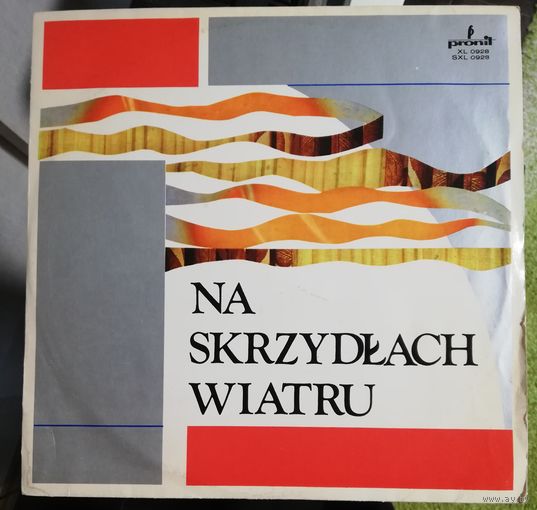 pronit
XL 0928
SXL 0928
NA
SKRZYDŁACH
WIATRU